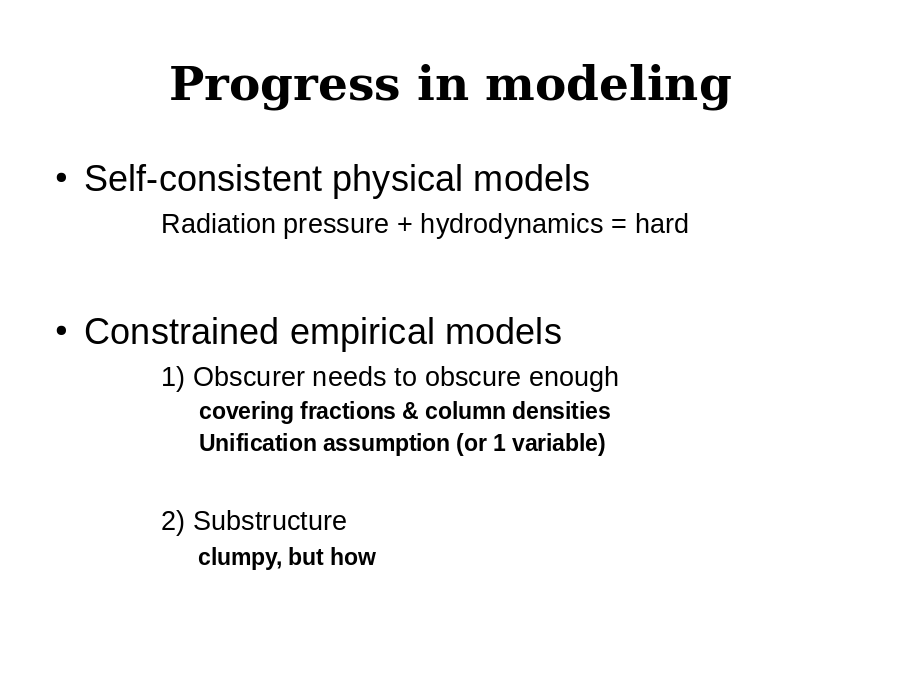 Progress in modeling
• Self-consistent physical models
Radiation pressure + hydrodynamics = hard
• Constrained empirical models
1) Obscurer needs to obscure enough
covering fractions & column densities
Unification assumption (or 1 variable)
2) Substructure
clumpy, but how